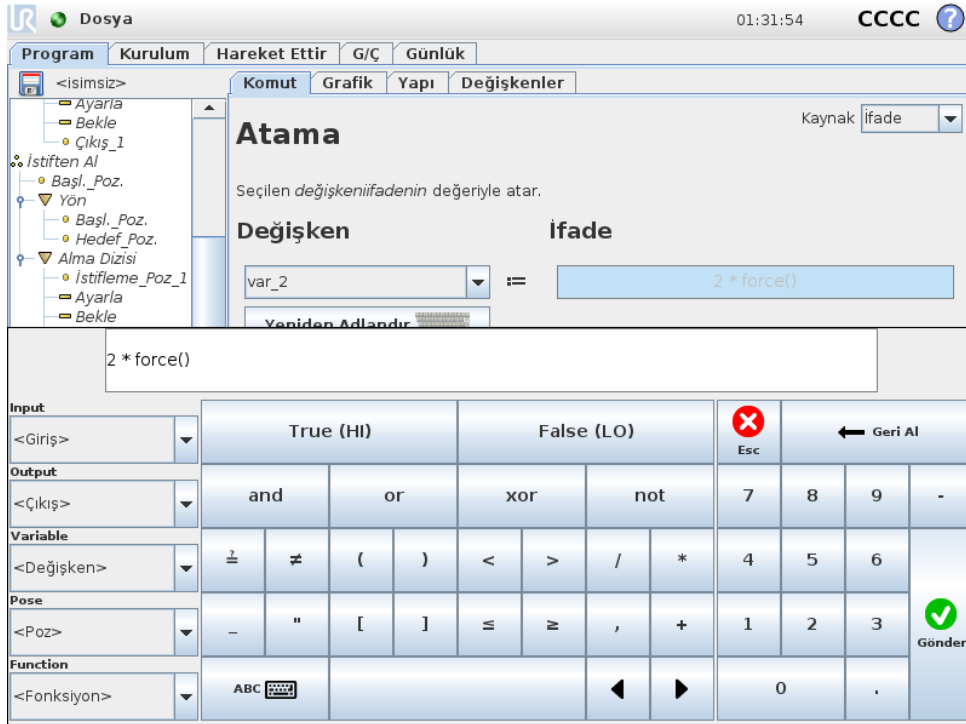 UR Dosya 01:31:54 CCCC ?
Program Kurulum Hareket Ettir G/Ç Günlük
<isimsiz> Komut Grafik Yapı Değişkenler
Ayarla
Bekle
Çıkış_1
İstiften Al
Başl._Poz.
Yön
Başl._Poz.
Hedef_Poz.
Alma Dizisi
İstifleme_Poz_1
Ayarla
Bekle
Atama
Kaynak İfade
Seçilen değişkeniifadenin değeriyle atar.
Değişken İfade
var_2 := 2 * force()
Yeniden Adlandır
2 * force()
Input
<Giriş>
Output
<Çıkış>
Variable
<Değişken>
Pose
<Poz>
Function
<Fonksiyon>
True (HI) False (LO) Esc Geri Al
and or xor not 7 8 9 -
≟ ≠ ( ) < > / * 4 5 6
_ " [ ] ≤ ≥ , + 1 2 3 Gönder
ABC 0 .